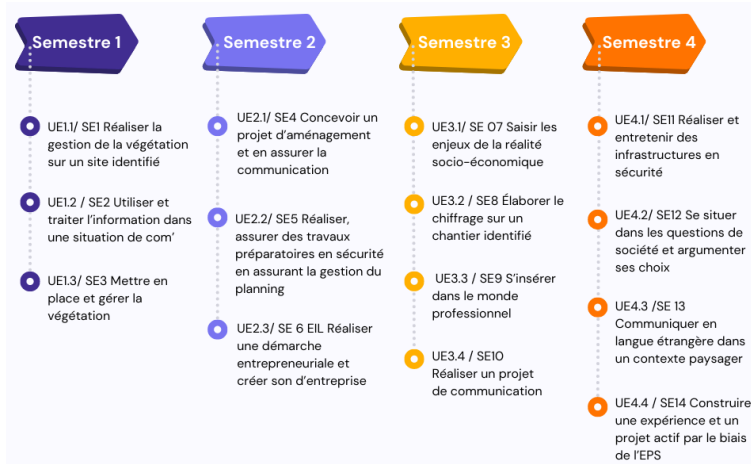 Semestre 1
UE1.1/ SE1 Réaliser la
gestion de la végétation
sur un site identifié
UE1.2 / SE2 Utiliser et
traiter l'information dans
une situation de com'
UE1.3/ SE3 Mettre en
place et gérer la
végétation
Semestre 2
UE2.1/ SE4 Concevoir un
projet d'aménagement
et en assurer la
communication
UE2.2/ SE5 Réaliser,
assurer des travaux
préparatoires en sécurité
en assurant la gestion du
planning
UE2.3/ SE 6 EIL Réaliser
une démarche
entrepreneuriale et
créer son d'entreprise
Semestre 3
UE3.1/ SE 07 Saisir les
enjeux de la réalité
socio-économique
UE3.2 / SE8 Élaborer le
chiffrage sur un
chantier identifié
UE3.3 / SE9 S'insérer
dans le monde
professionnel
UE3.4 / SE10
Réaliser un projet
de communication
Semestre 4
UE4.1/ SE11 Réaliser et
entretenir des
infrastructures en
sécurité
UE4.2/ SE12 Se situer
dans les questions de
société et argumenter
ses choix
UE4.3 /SE 13
Communiquer en
langue étrangère dans
un contexte paysager
UE4.4 / SE14 Construire
une expérience et un
projet actif par le biais
de l'EPS